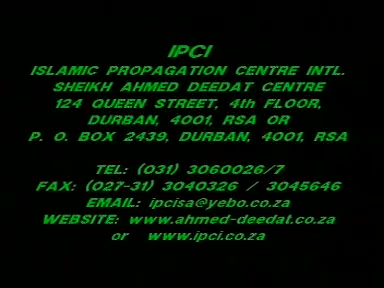 IPCI
ISLAMIC PROPAGATION CENTRE INTL.
SHEIKH AHMED DEEDAT CENTRE
124 QUEEN STREET, 4th FLOOR,
DURBAN, 4001, RSA OR
P. O. BOX 2439, DURBAN, 4001, RSA
TEL: (031) 3060026/7
FAX: (027-31) 3040326 / 3045646
EMAIL: ipcisa@yebo.co.za
WEBSITE: www.ahmed-deedat.co.za
or www.ipci.co.za